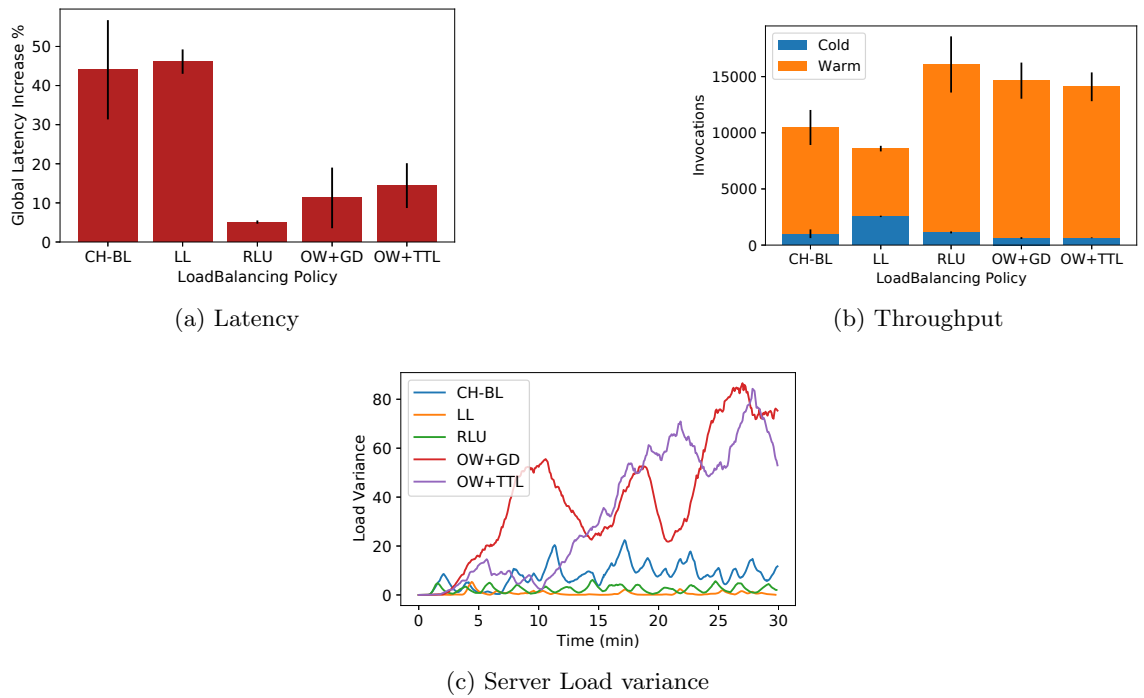 Global Latency Increase %
50
40
30
20
10
0
CH-BL LL RLU OW+GD OW+TTL
LoadBalancing Policy
(a) Latency
Invocations
15000
10000
5000
0
Cold
Warm
CH-BL LL RLU OW+GD OW+TTL
LoadBalancing Policy
(b) Throughput
Load Variance
80
60
40
20
0
CH-BL
LL
RLU
OW+GD
OW+TTL
0 5 10 15 20 25 30
Time (min)
(c) Server Load variance